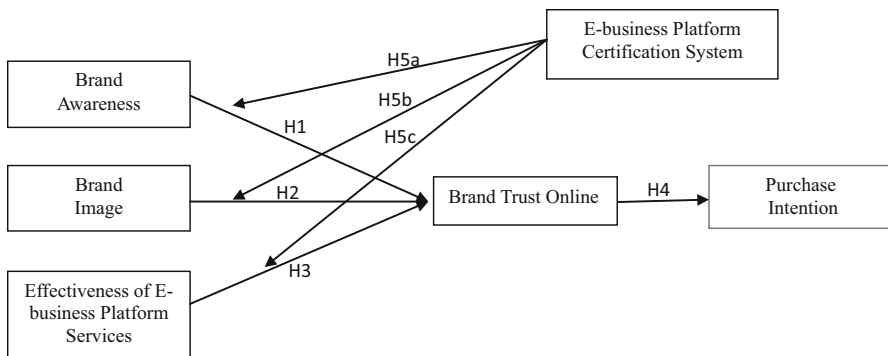 E-business Platform
Certification System
H5a
Brand
Awareness
H5b
H1
H5c
Brand
Image
H2
Brand Trust Online
H4
Purchase
Intention
H3
Effectiveness of E-
business Platform
Services